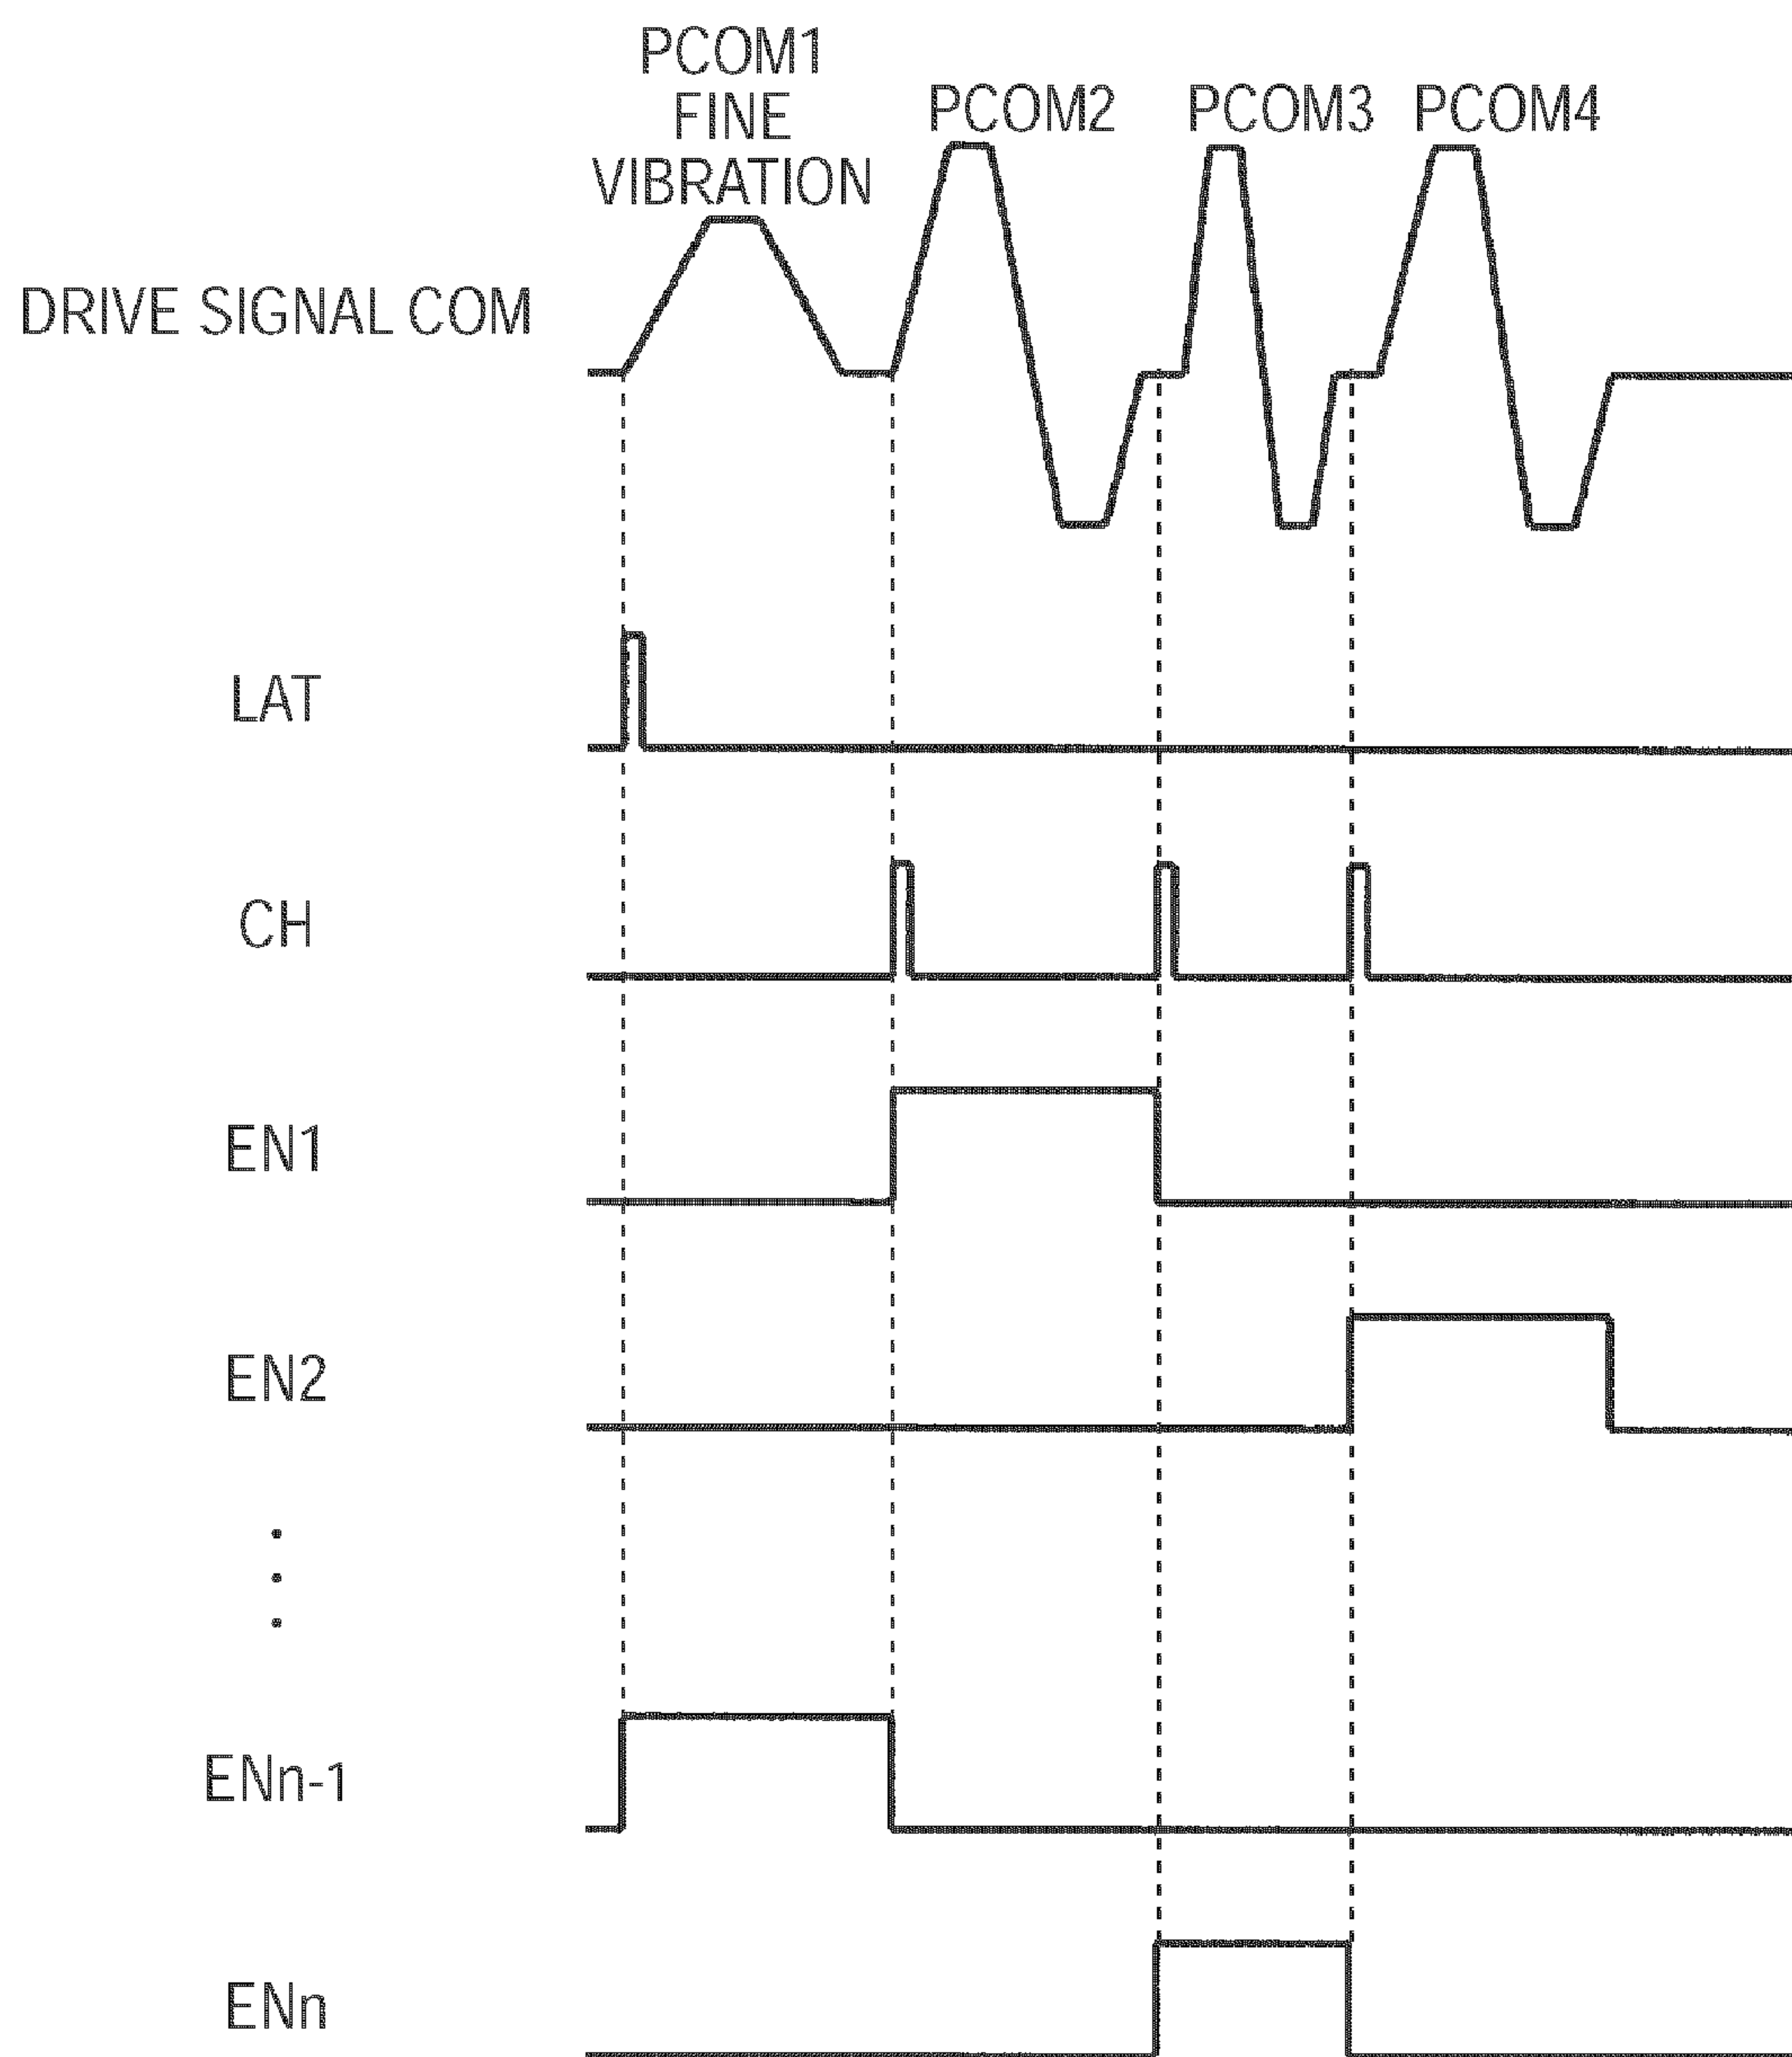 PCOM1
FINE
VIBRATION
PCOM2
PCOM3
PCOM4
DRIVE SIGNAL COM
LAT
CH
EN1
EN2
ENn-1
ENn